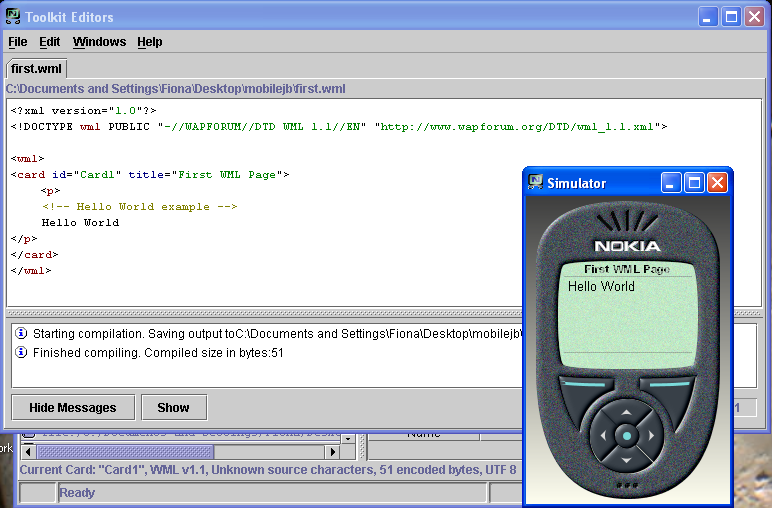 Toolkit Editors
File Edit Windows Help
first.wml
C:\Documents and Settings\Fiona\Desktop\mobilejb\first.wml
<?xml version="1.0"?>
<!DOCTYPE wml PUBLIC "-//WAPFORUM//DTD WML 1.1//EN" "http://www.wapforum.org/DTD/wml_1.1.xml">
<wml>
<card id="Card1" title="First WML Page">
<p>
<!-- Hello World example -->
Hello World
</p>
</card>
</wml>
Simulator
NOKIA
First WML Page
Hello World
Starting compilation. Saving output toC:\Documents and Settings\Fiona\Desktop\mobilejb\
Finished compiling. Compiled size in bytes:51
Hide Messages Show
1
Name
Current Card: "Card1", WML v1.1, Unknown source characters, 51 encoded bytes, UTF 8
Ready